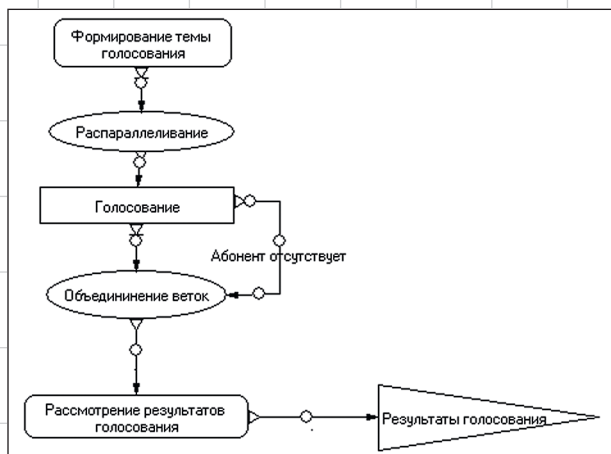 Формирование темы
голосования
Распараллеливание
Голосование
Абонент отсутствует
Объедининение веток
Рассмотрение результатов
голосования
Результаты голосования